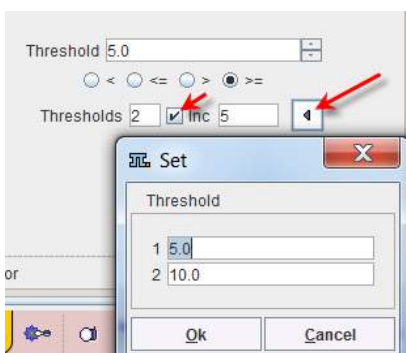 Threshold 5.0
< <= > >=
Thresholds 2 Inc 5
Set
Threshold
1 5.0
2 10.0
or
Ok Cancel